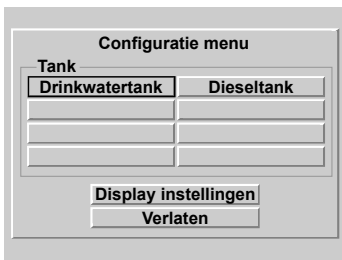 Configuratie menu
Tank
Drinkwatertank Dieseltank
Display instellingen
Verlaten